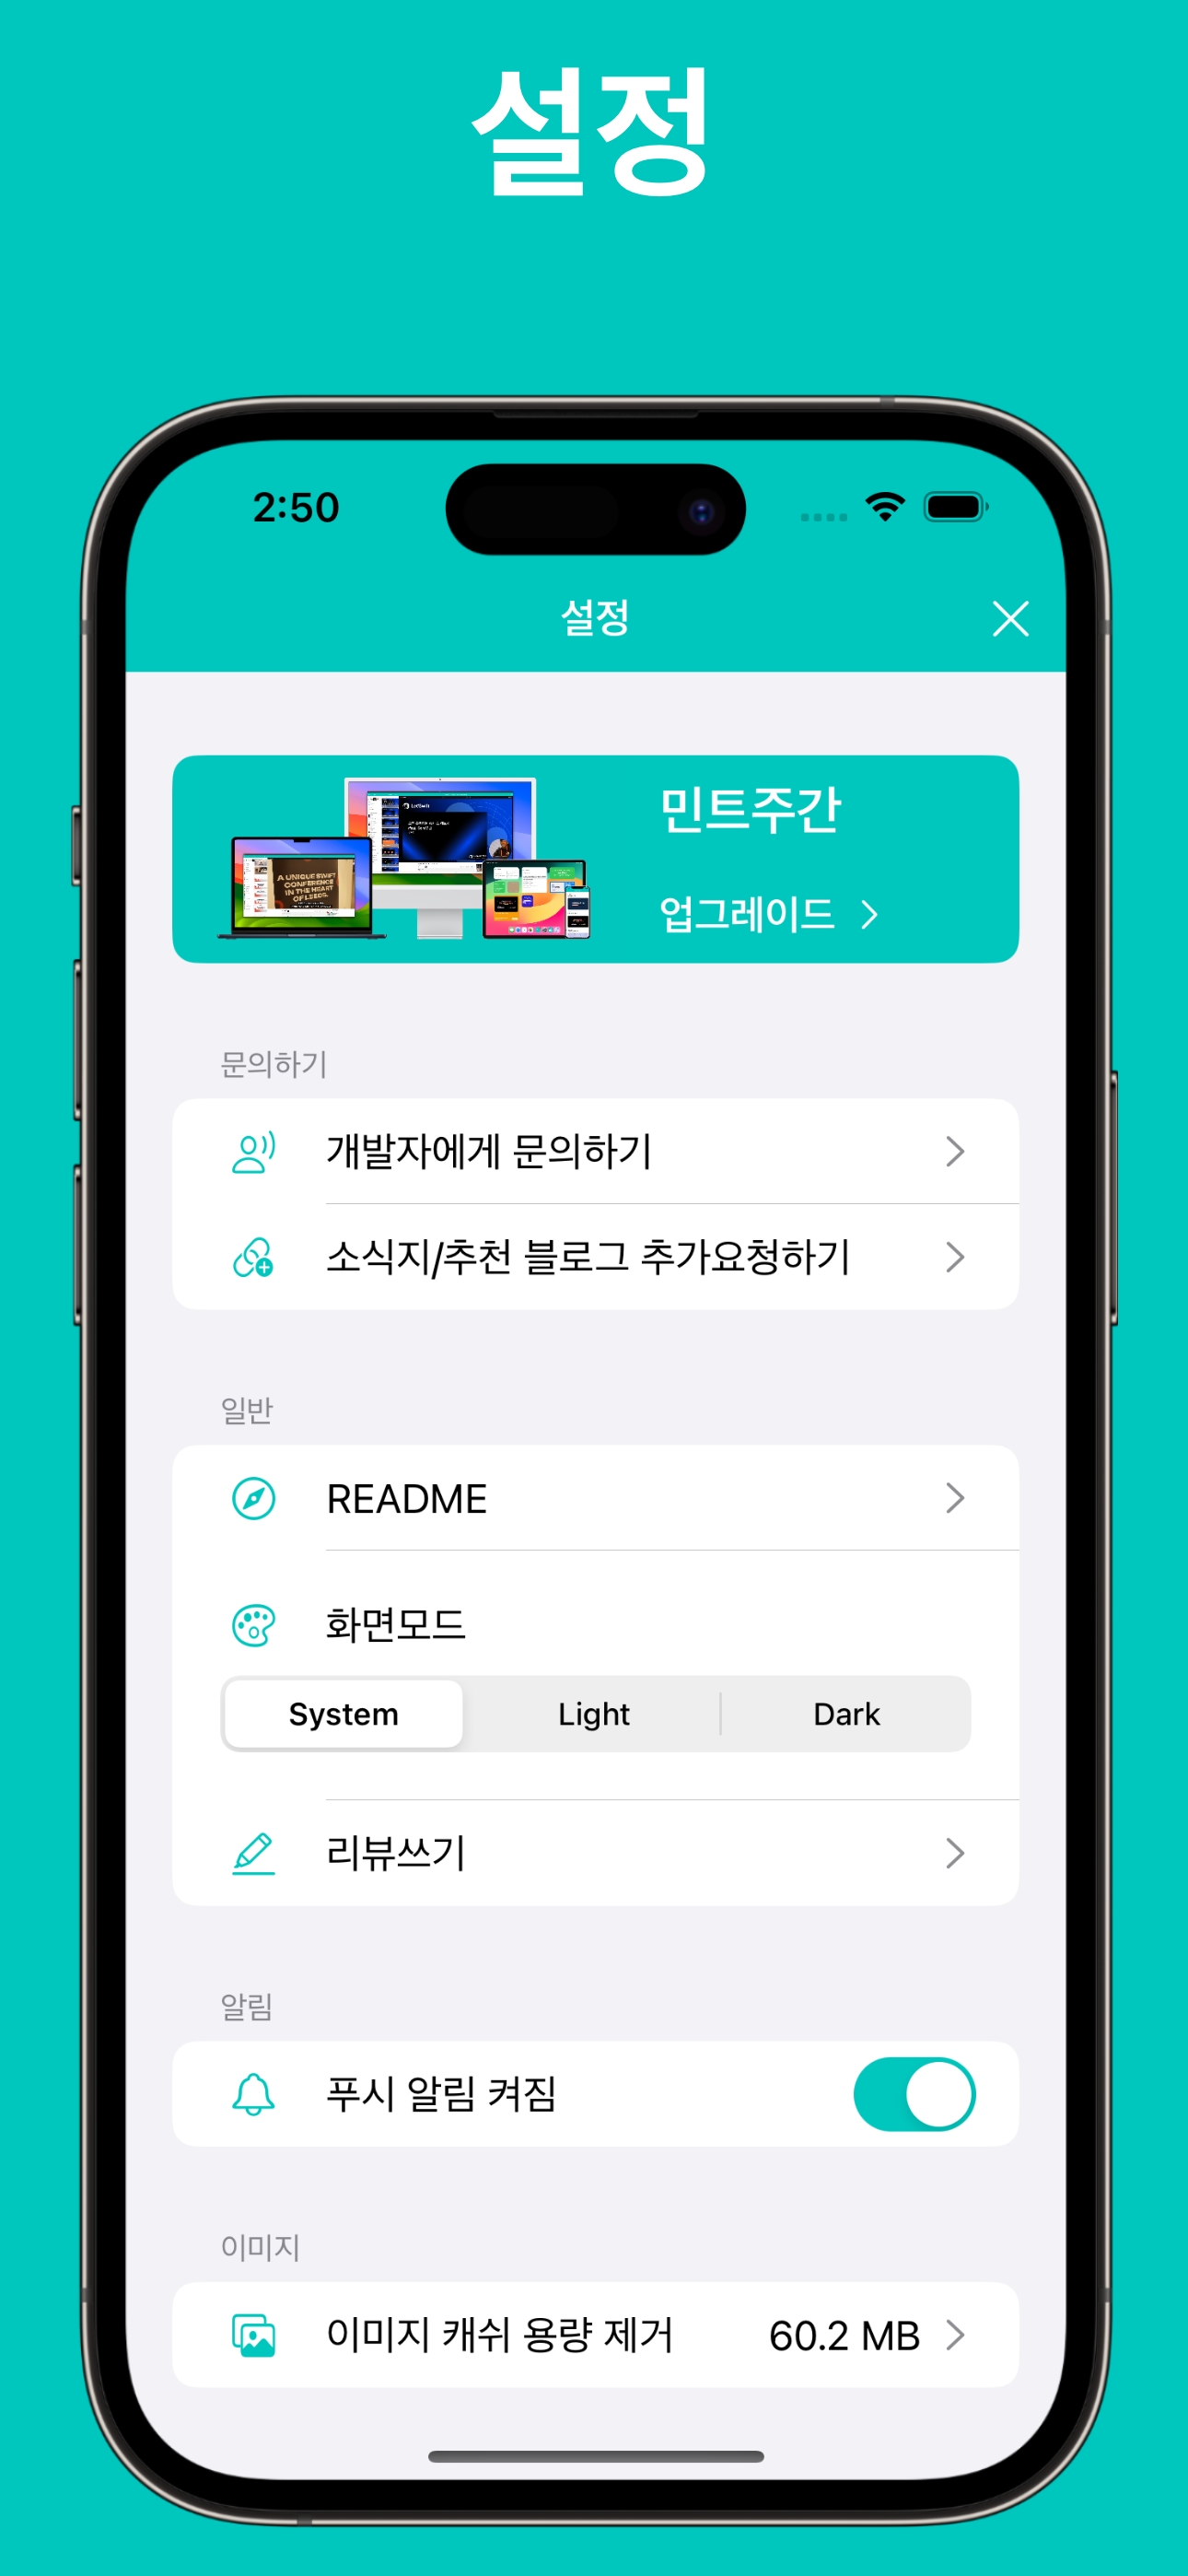 설정
2:50
설정
A UNIQUE SWIFT
CONFERENCE
IN THE HEART
OF LEEDS.
민트주간
업그레이드
문의하기
개발자에게 문의하기
소식지/추천 블로그 추가요청하기
일반
README
화면모드
System Light Dark
리뷰쓰기
알림
푸시 알림 켜짐
이미지
이미지 캐쉬 용량 제거 60.2 MB